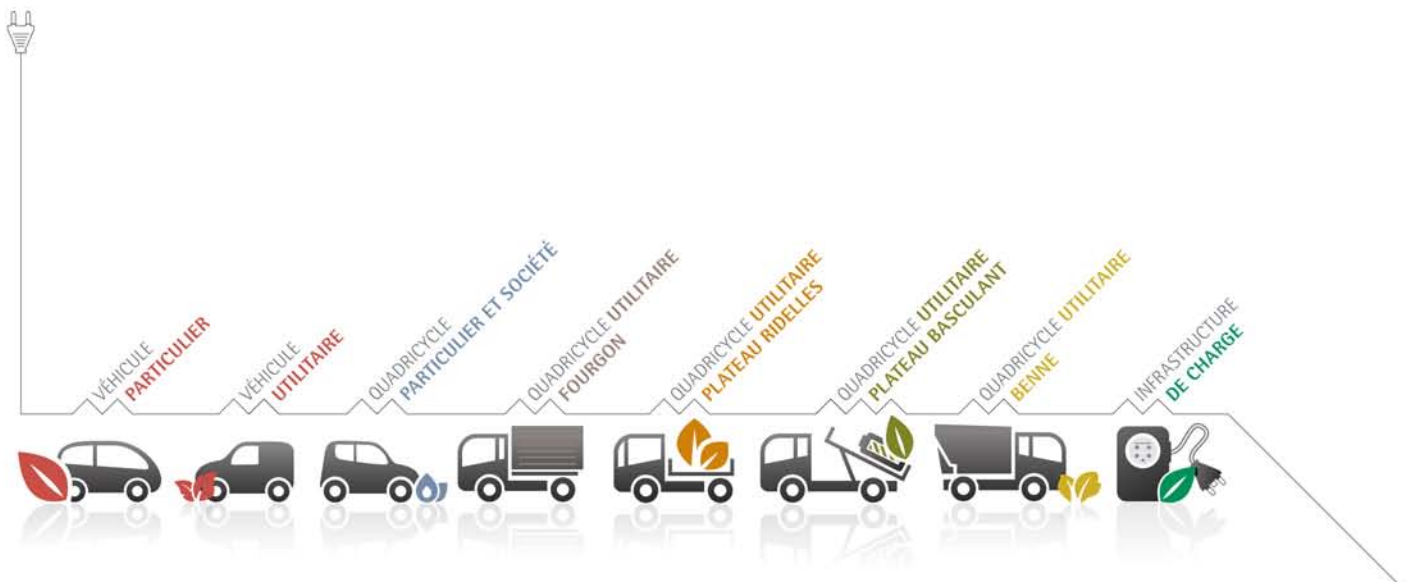 VÉHICULE
PARTICULIER
VÉHICULE
UTILITAIRE
QUADRICYCLE
PARTICULIER ET SOCIÉTÉ
QUADRICYCLE UTILITAIRE
FOURGON
QUADRICYCLE UTILITAIRE
PLATEAU RIDELLES
QUADRICYCLE UTILITAIRE
PLATEAU BASCULANT
QUADRICYCLE UTILITAIRE
BENNE
INFRASTRUCTURE
DE CHARGE